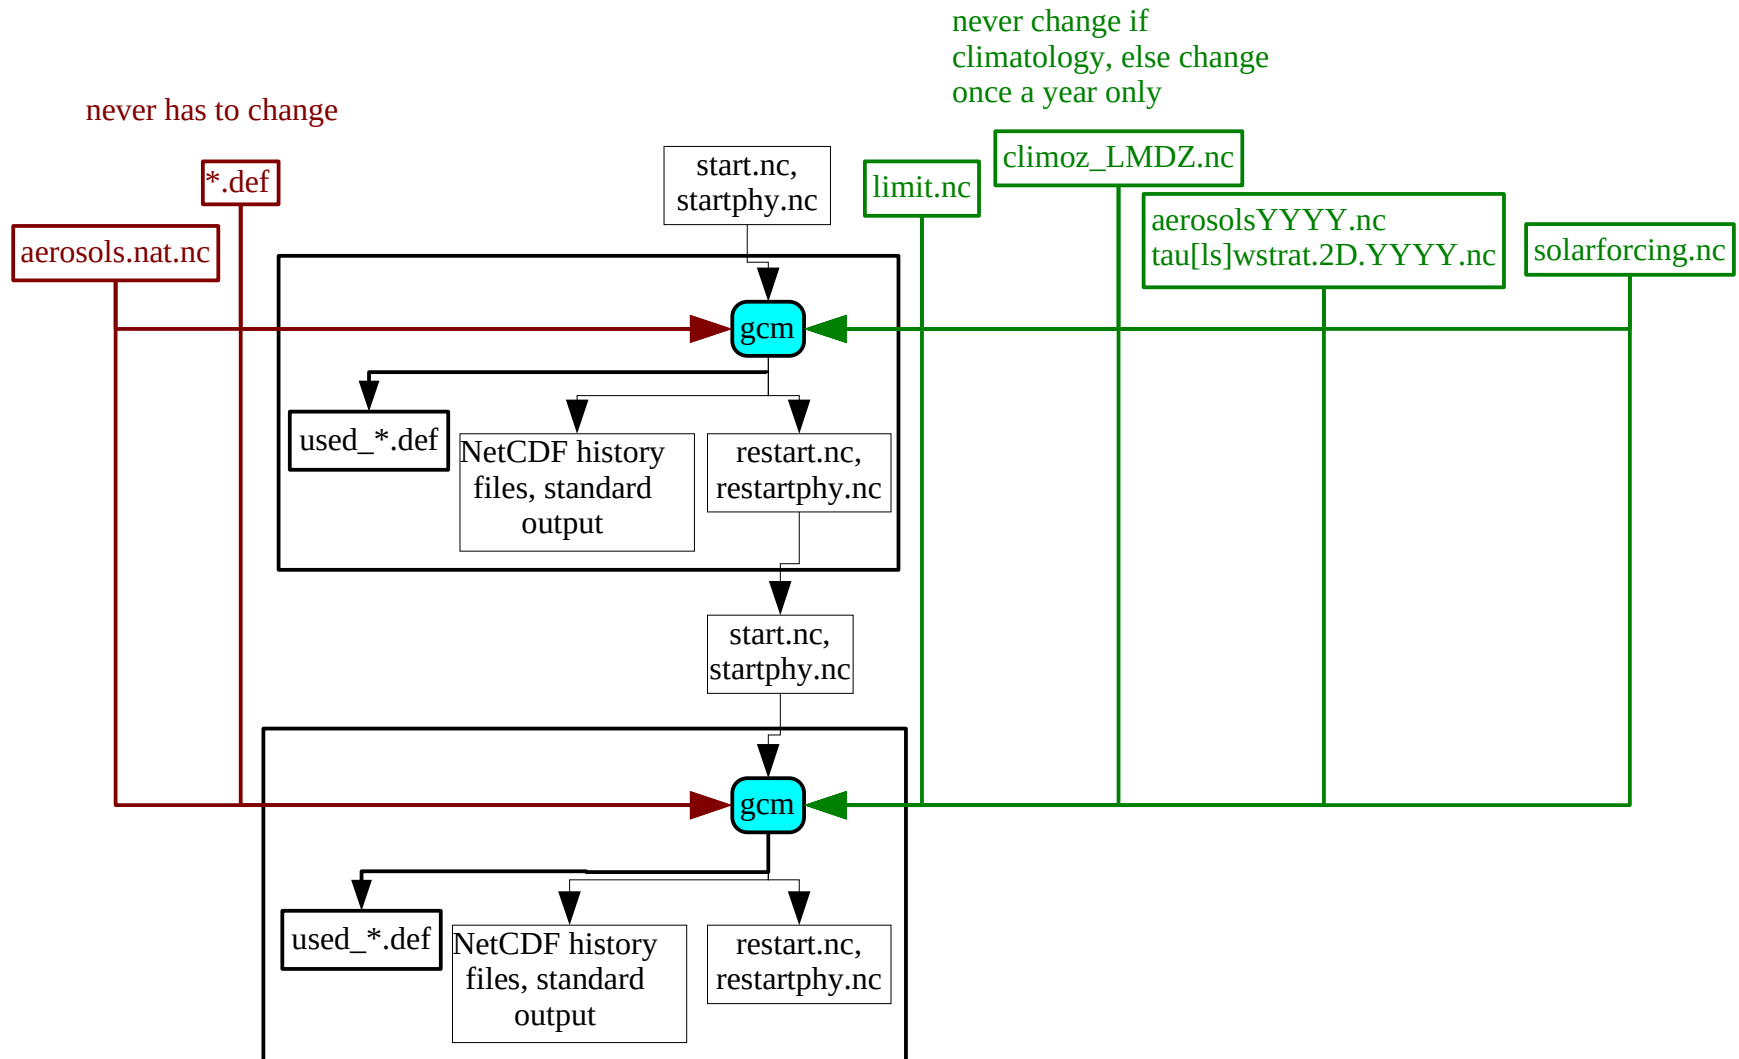 never change if
climatology, else change
once a year only
never has to change
*.def
start.nc,
startphy.nc
limit.nc
climoz_LMDZ.nc
aerosols.nat.nc
aerosolsYYYY.nc
tau[ls]wstrat.2D.YYYY.nc
solarforcing.nc
gcm
used_*.def
NetCDF history
files, standard
output
restart.nc,
restartphy.nc
start.nc,
startphy.nc
gcm
used_*.def
NetCDF history
files, standard
output
restart.nc,
restartphy.nc